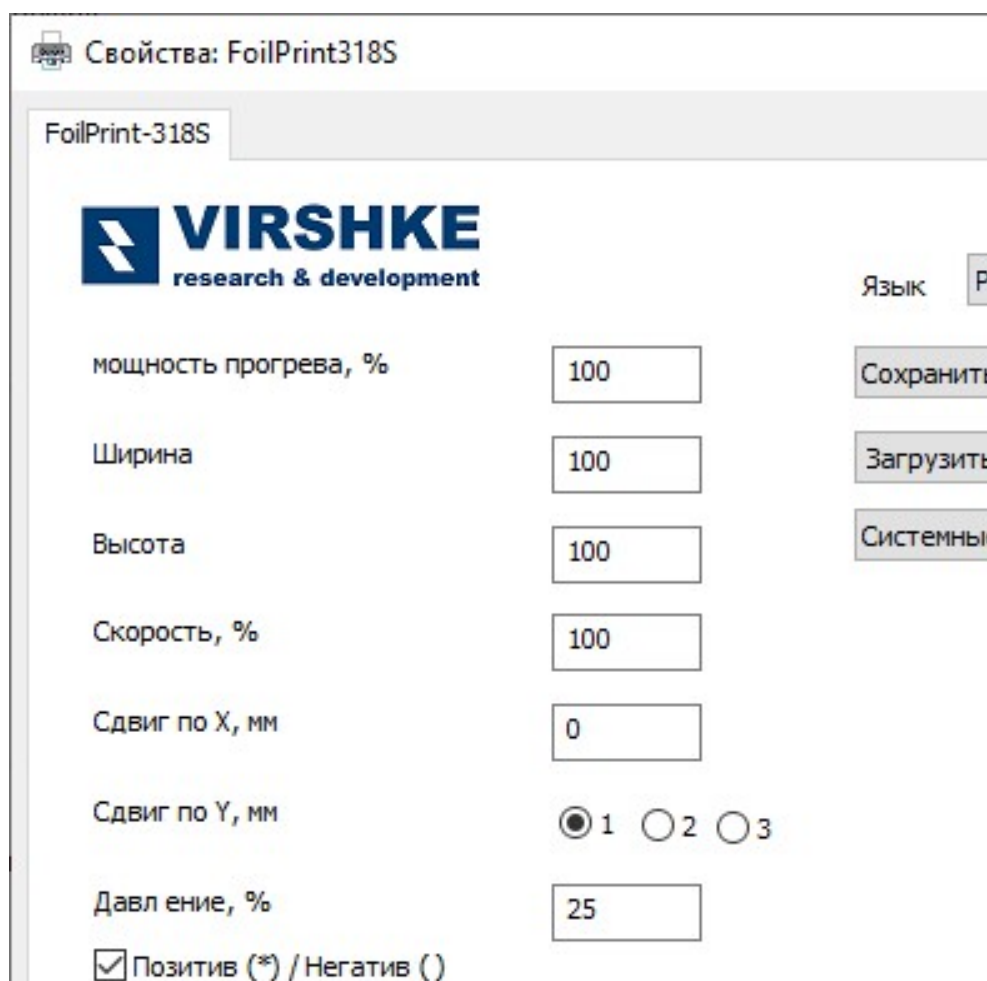 Свойства: FoilPrint318S
FoilPrint-318S
VIRSHKE
research & development
Язык
мощность прогрева, % 100
Сохранить
Ширина 100
Загрузить
Высота 100
Системны
Скорость, % 100
Сдвиг по X, мм 0
Сдвиг по Y, мм 1 2 3
Давл ение, % 25
Позитив (*) / Негатив ( )